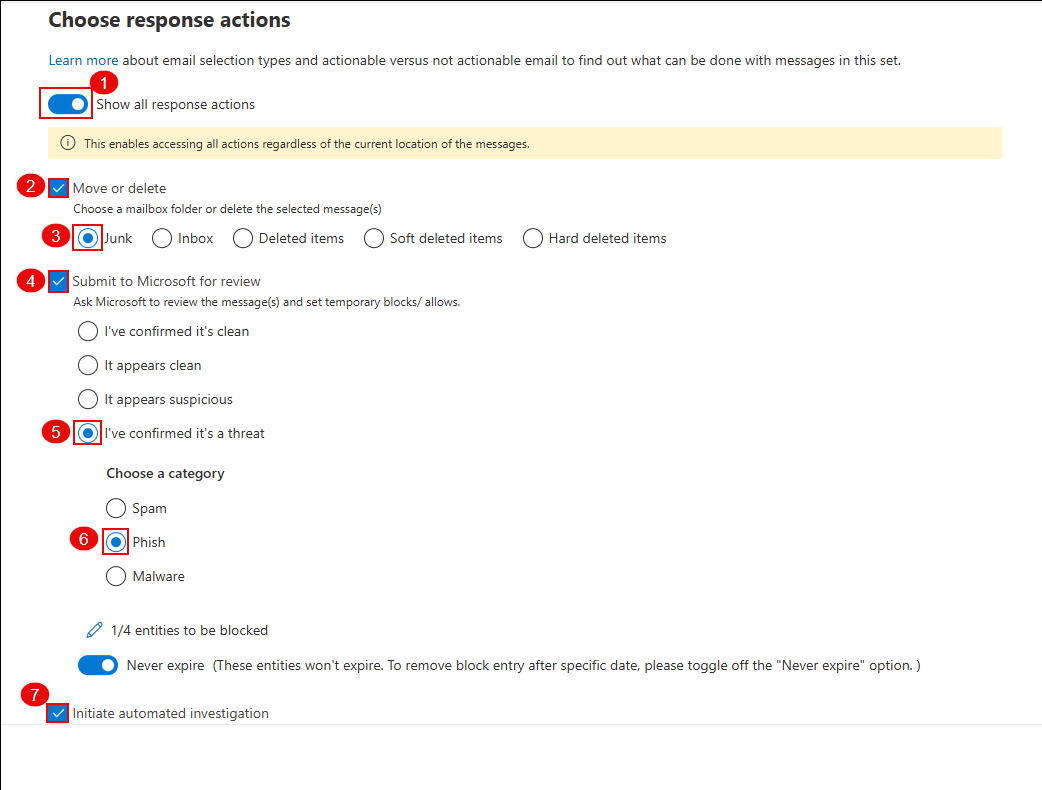 Choose response actions
Learn more about email selection types and actionable versus not actionable email to find out what can be done with messages in this set.
1
Show all response actions
This enables accessing all actions regardless of the current location of the messages.
2 Move or delete
Choose a mailbox folder or delete the selected message(s)
3 Junk Inbox Deleted items Soft deleted items Hard deleted items
4 Submit to Microsoft for review
Ask Microsoft to review the message(s) and set temporary blocks/ allows.
I've confirmed it's clean
It appears clean
It appears suspicious
5 I've confirmed it's a threat
Choose a category
Spam
6 Phish
Malware
1/4 entities to be blocked
Never expire (These entities won't expire. To remove block entry after specific date, please toggle off the "Never expire" option. )
7
Initiate automated investigation